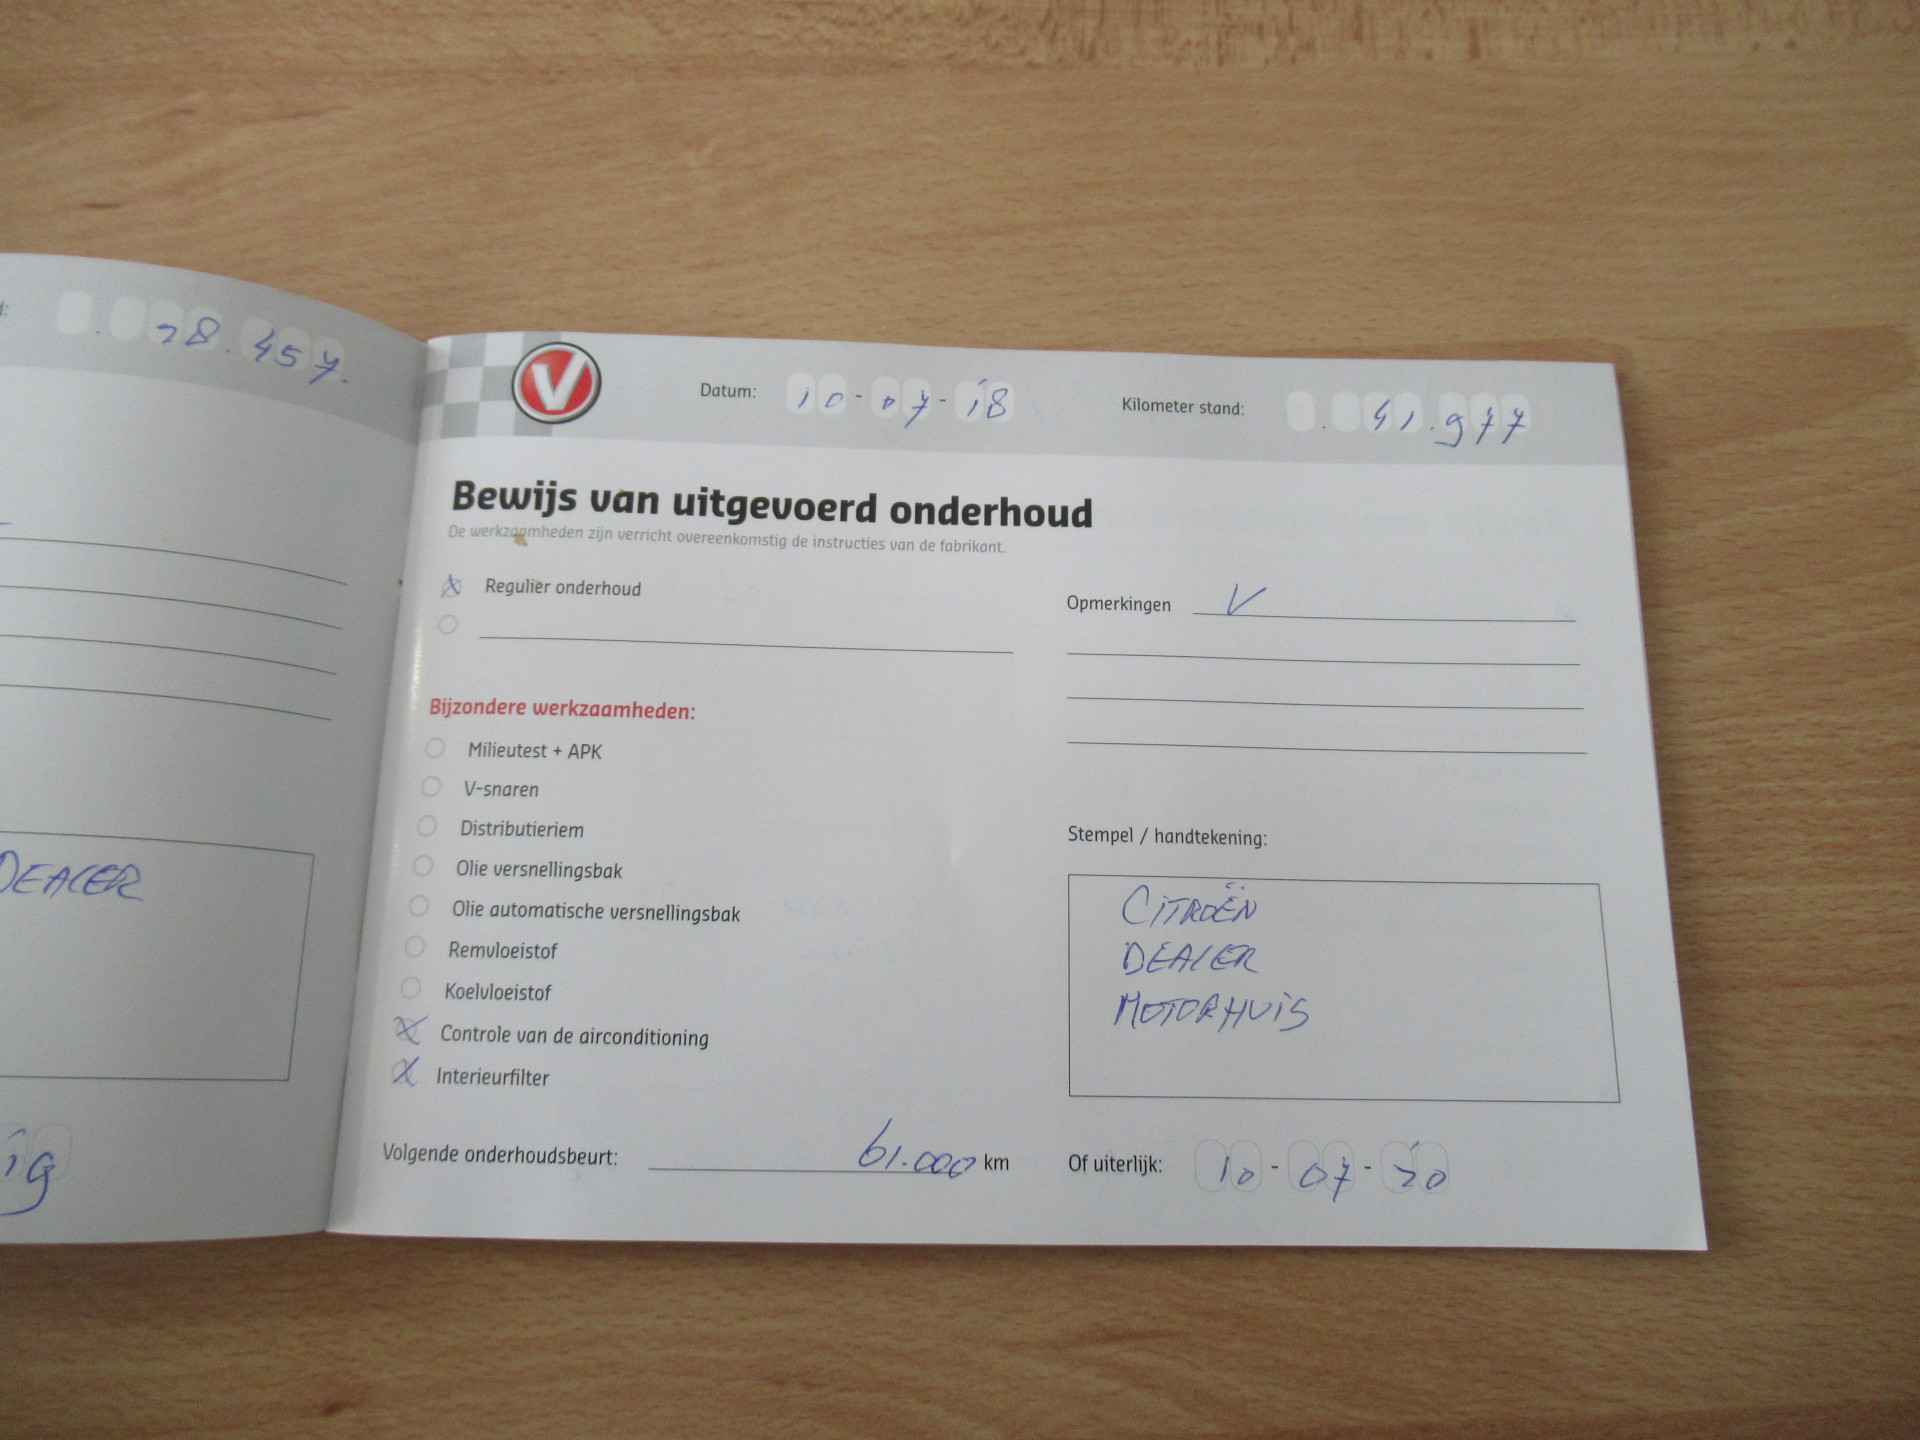 28.457.
DEALER
19
V
Datum: 10-07-18
Kilometer stand: 41.977
Bewijs van uitgevoerd onderhoud
De werkzaamheden zijn verricht overeenkomstig de instructies van de fabrikant.
X Regulier onderhoud
Opmerkingen V
Bijzondere werkzaamheden:
Milieutest + APK
V-snaren
Distributieriem
Olie versnellingsbak
Olie automatische versnellingsbak
Remvloeistof
Koelvloeistof
X Controle van de airconditioning
X Interieurfilter
Stempel / handtekening:
CITROËN
DEALER
MOTORHUIS
Volgende onderhoudsbeurt: 61.000 km
Of uiterlijk: 10-07-20